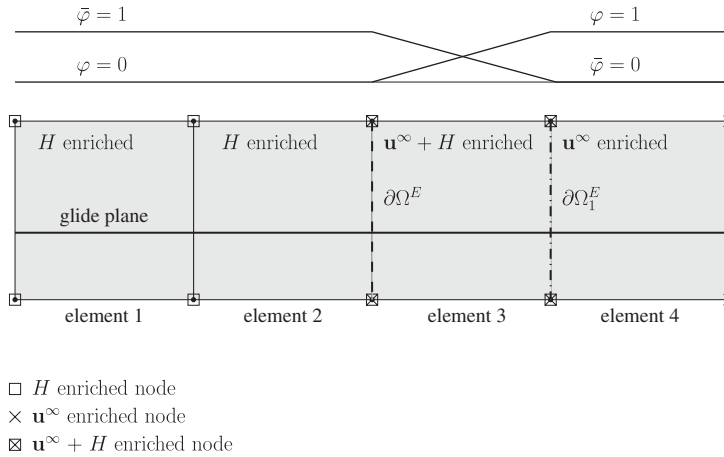 φ̄ = 1
φ = 1
φ = 0
φ̄ = 0
H enriched
H enriched
u^∞ + H enriched
u^∞ enriched
∂Ω^E
∂Ω₁^E
glide plane
element 1
element 2
element 3
element 4
H enriched node
u^∞ enriched node
u^∞ + H enriched node